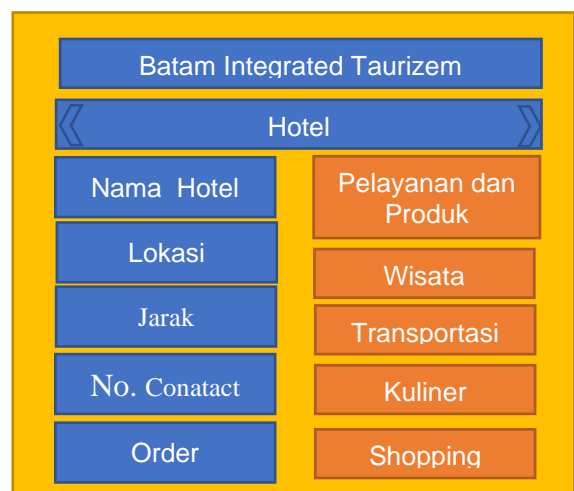 Batam Integrated Taurizem
Hotel
Nama Hotel
Lokasi
Jarak
No. Conatact
Order
Pelayanan dan
Produk
Wisata
Transportasi
Kuliner
Shopping